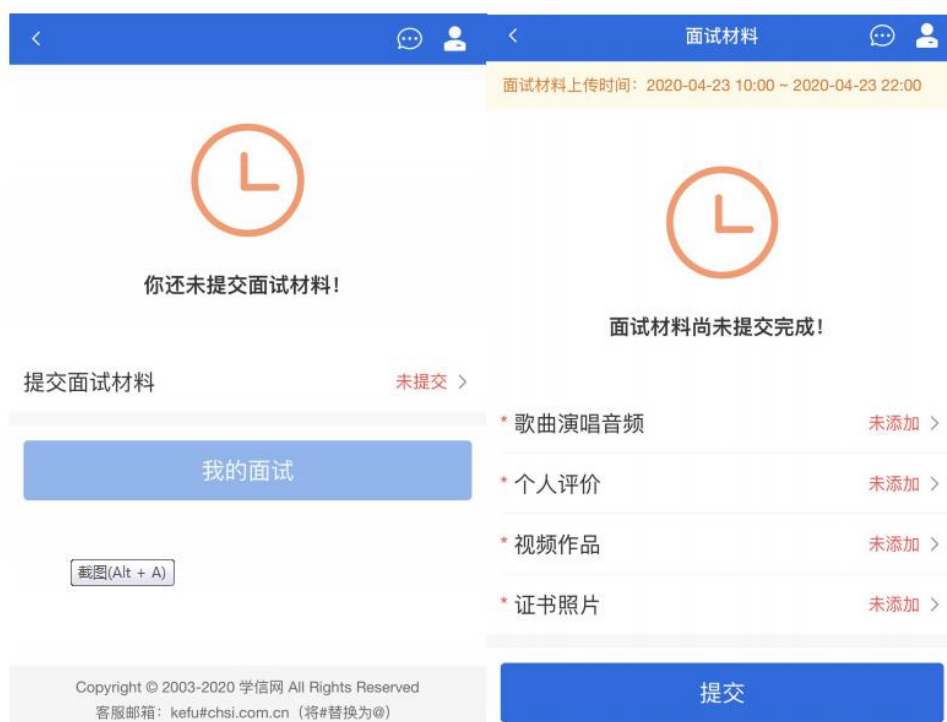 你还未提交面试材料！
提交面试材料
未提交
我的面试
截图(Alt + A)
Copyright © 2003-2020 学信网 All Rights Reserved
客服邮箱：kefu#chsi.com.cn（将#替换为@）
面试材料
面试材料上传时间：2020-04-23 10:00 ~ 2020-04-23 22:00
面试材料尚未提交完成！
* 歌曲演唱音频
未添加
* 个人评价
未添加
* 视频作品
未添加
* 证书照片
未添加
提交